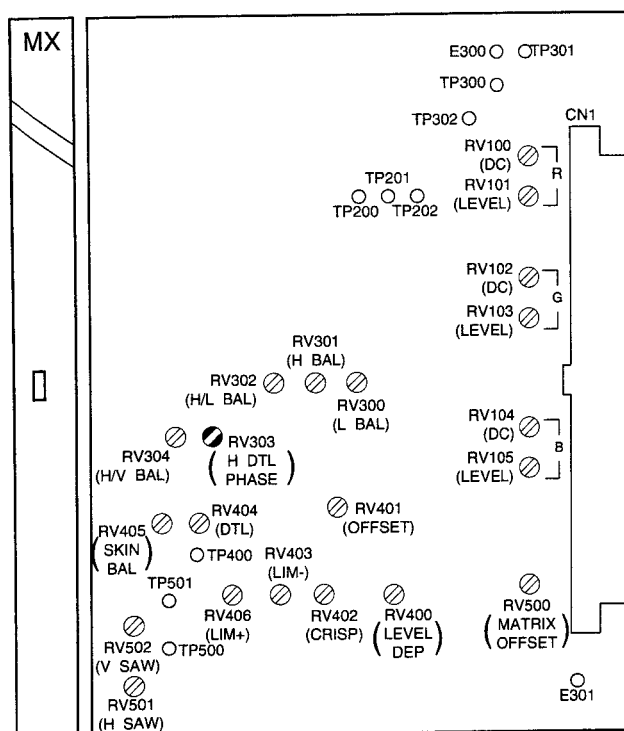 MX
E300 TP301
TP300
TP302
CN1
RV100
(DC)
R
RV101
(LEVEL)
TP201
TP200 TP202
RV102
(DC)
G
RV103
(LEVEL)
RV301
(H BAL)
RV302
(H/L BAL)
RV300
(L BAL)
RV104
(DC)
B
RV105
(LEVEL)
RV304
(H/V BAL)
RV303
( H DTL
PHASE )
RV401
(OFFSET)
RV404
(DTL)
RV405
( SKIN
BAL )
TP400
RV403
(LIM-)
TP501
RV406
(LIM+)
RV402
(CRISP)
RV400
( LEVEL
DEP )
RV500
( MATRIX
OFFSET )
RV502
(V SAW)
TP500
RV501
(H SAW)
E301